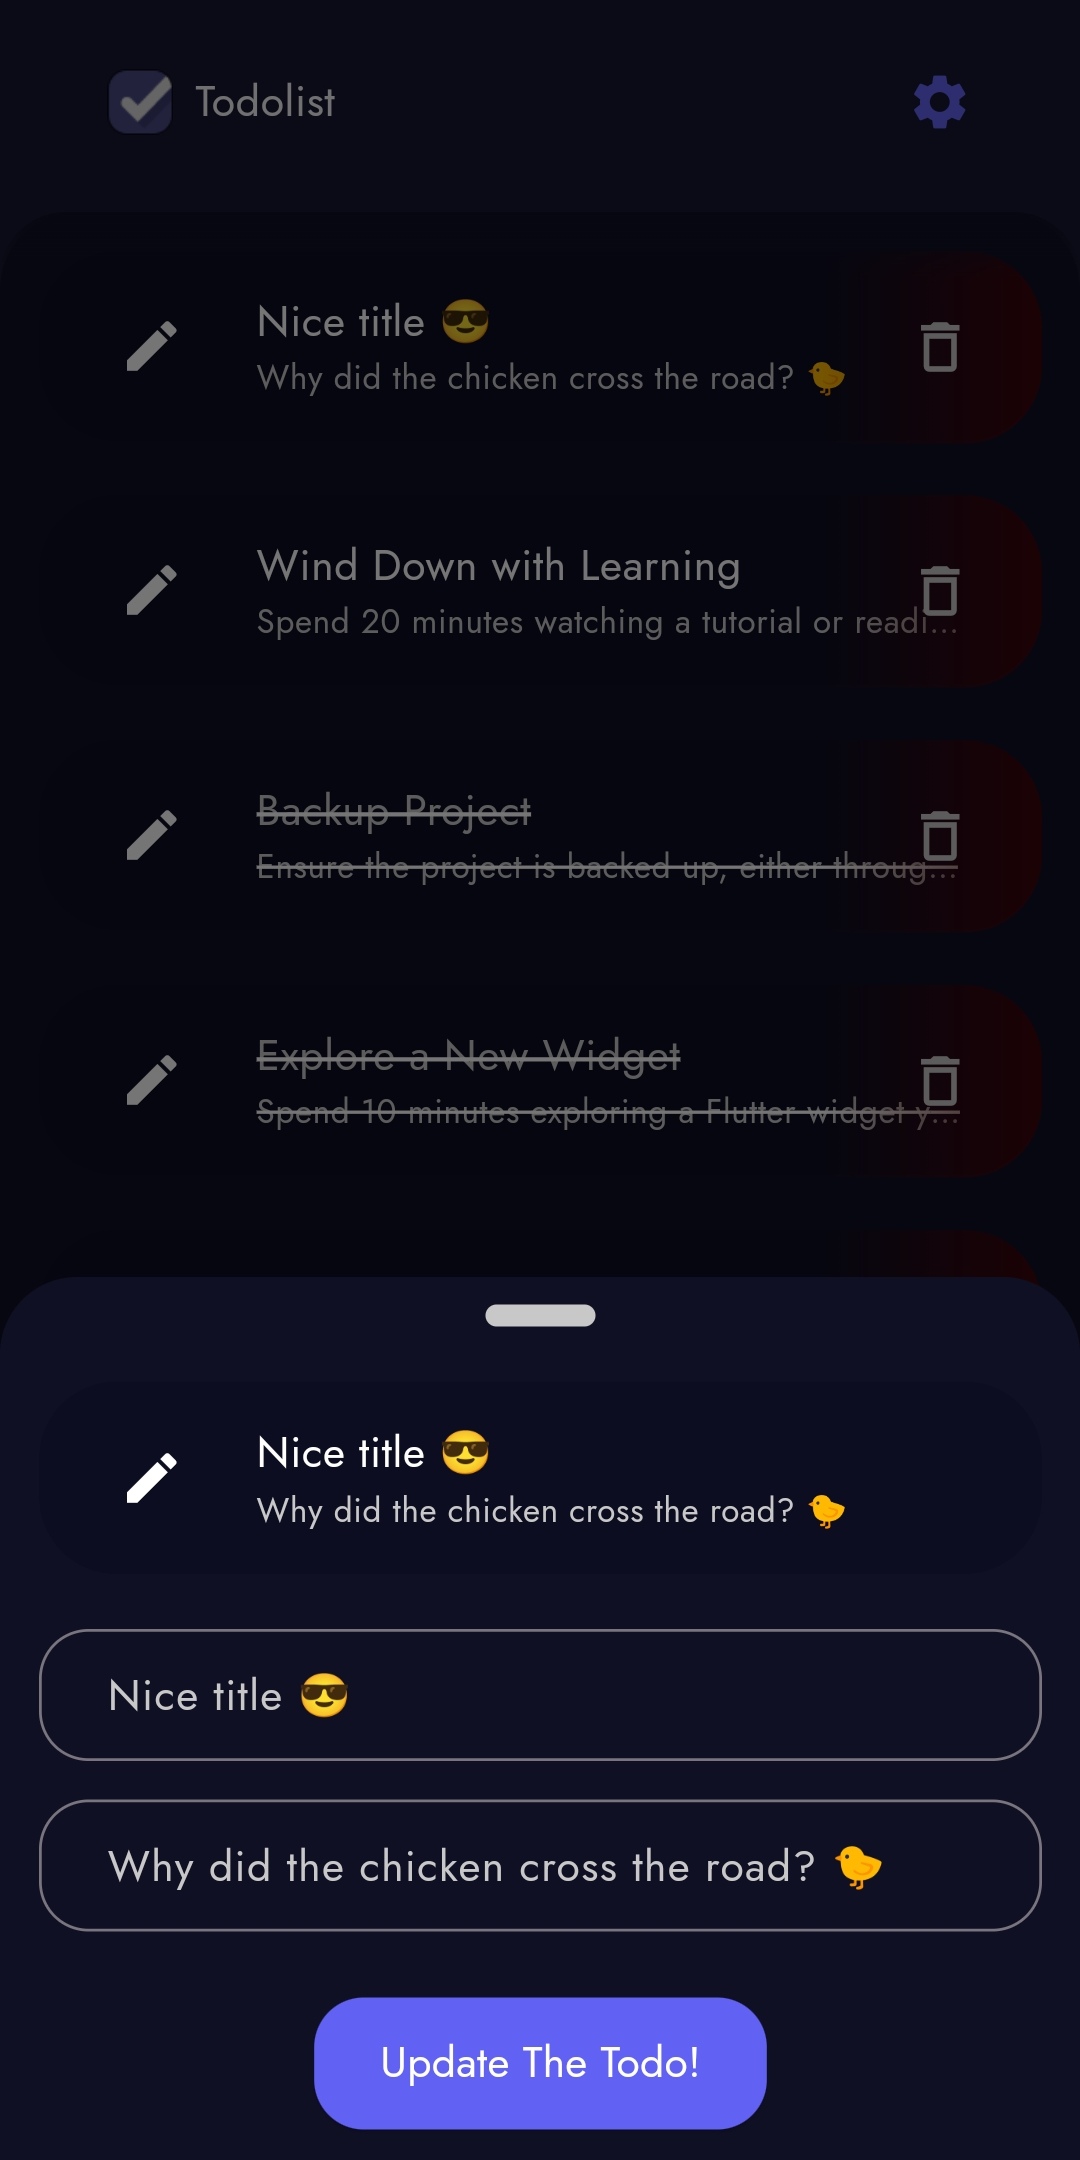 Todolist
Nice title 😎
Why did the chicken cross the road? 🐤
Wind Down with Learning
Spend 20 minutes watching a tutorial or readi...
Backup Project
Ensure the project is backed up, either throug...
Explore a New Widget
Spend 10 minutes exploring a Flutter widget y...
Nice title 😎
Why did the chicken cross the road? 🐤
Nice title 😎
Why did the chicken cross the road? 🐤
Update The Todo!